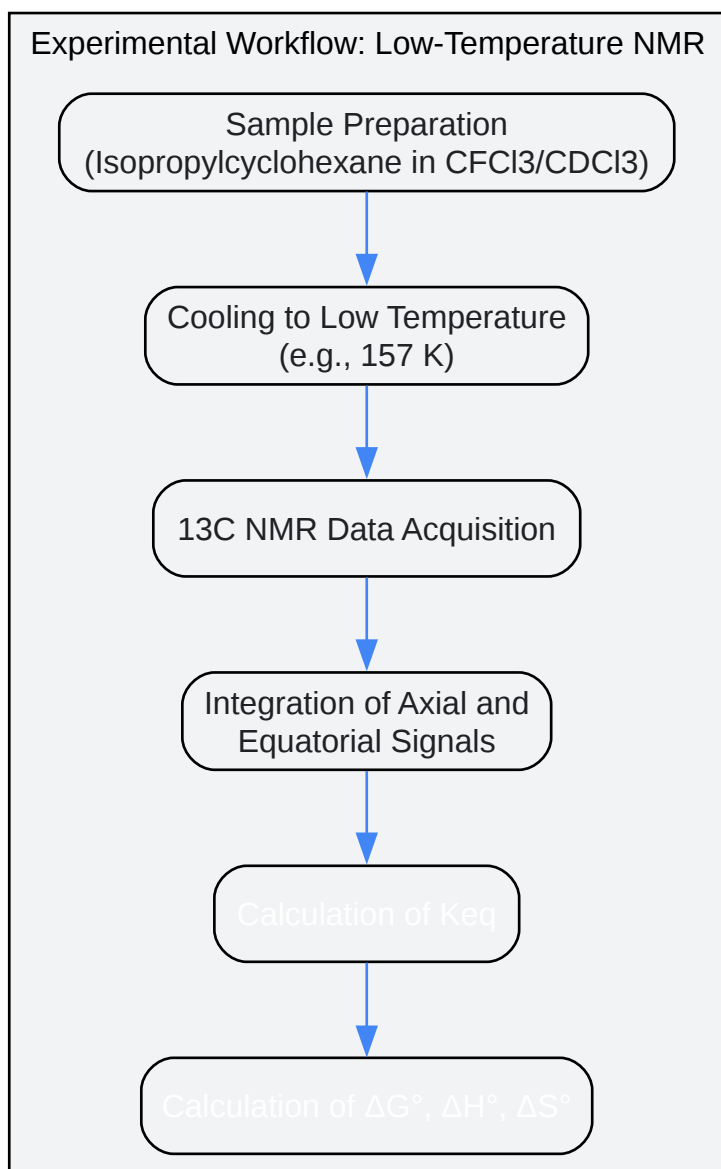 Experimental Workflow: Low-Temperature NMR
Sample Preparation
(Isopropylcyclohexane in CFCl3/CDCl3)
Cooling to Low Temperature
(e.g., 157 K)
13C NMR Data Acquisition
Integration of Axial and
Equatorial Signals
Calculation of Keq
Calculation of ΔG°, ΔH°, ΔS°